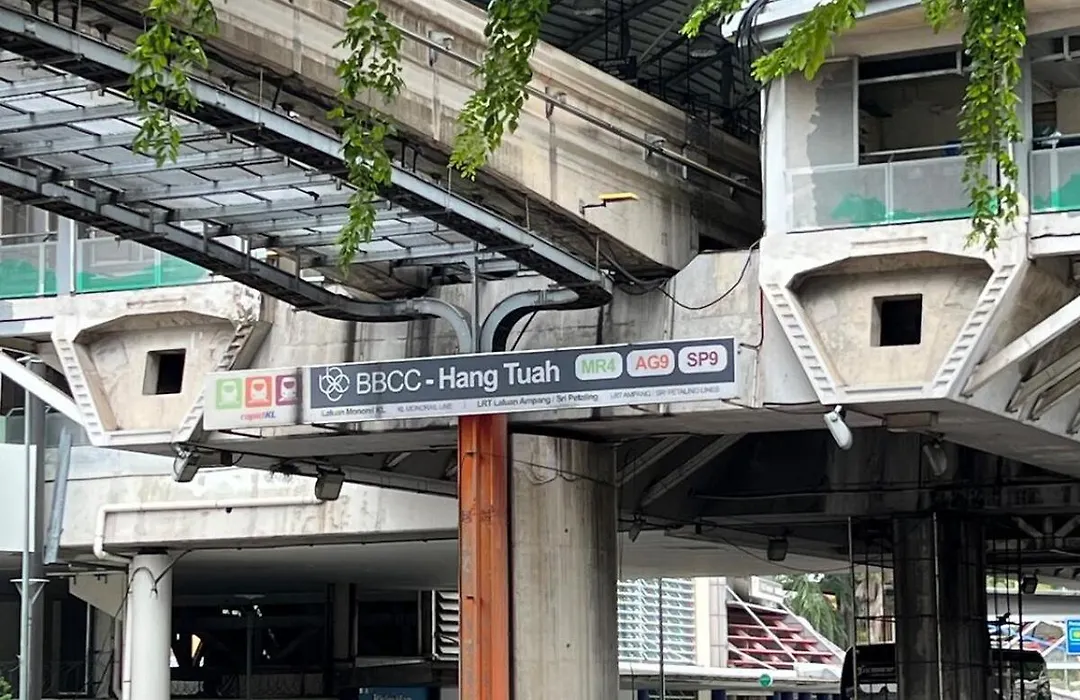 BBCC - Hang Tuah MR4 AG9 SP9
rapidKL Laluan Monorel KL KL MONORAIL LINE LRT Laluan Ampang / Sri Petaling LRT AMPANG / SRI PETALING LINES